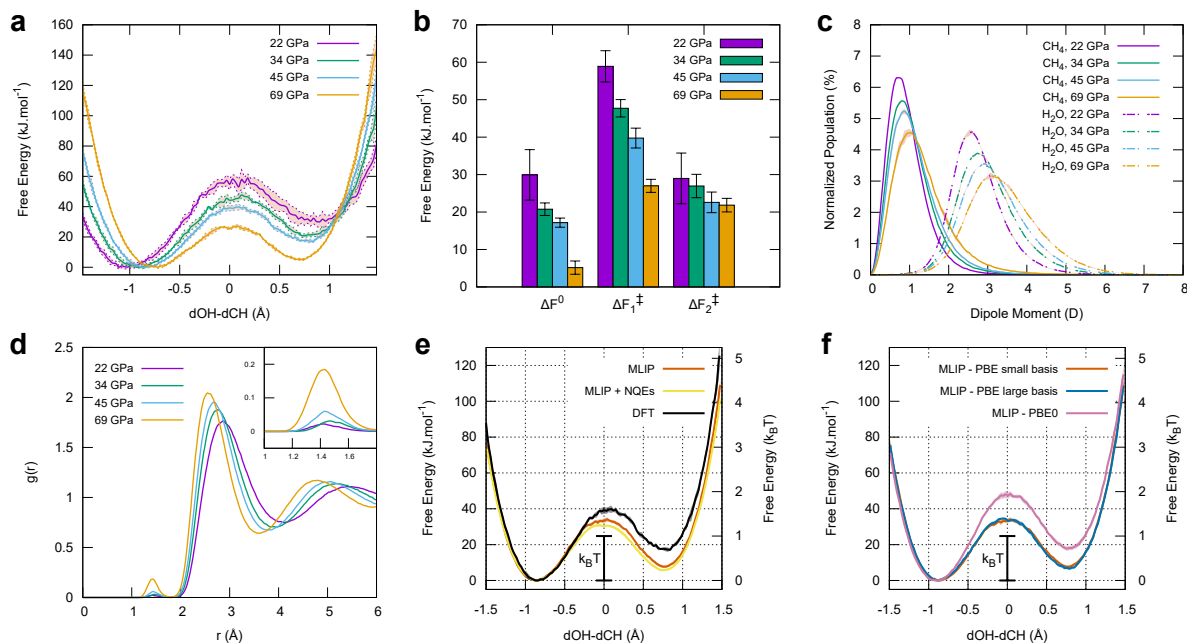 a
160
140
120
100
80
60
40
20
0
Free Energy (kJ.mol⁻¹)
-1
-0.5
0
0.5
1
dOH-dCH (Å)
22 GPa
34 GPa
45 GPa
69 GPa
b
70
60
50
40
30
20
10
0
Free Energy (kJ.mol⁻¹)
ΔF⁰
ΔF₁‡
ΔF₂‡
22 GPa
34 GPa
45 GPa
69 GPa
c
8
7
6
5
4
3
2
1
0
Normalized Population (%)
0 1 2 3 4 5 6 7 8
Dipole Moment (D)
CH₄, 22 GPa
CH₄, 34 GPa
CH₄, 45 GPa
CH₄, 69 GPa
H₂O, 22 GPa
H₂O, 34 GPa
H₂O, 45 GPa
H₂O, 69 GPa
d
2.5
2
1.5
1
0.5
0
g(r)
0 1 2 3 4 5 6
r (Å)
22 GPa
34 GPa
45 GPa
69 GPa
0.2
0.1
0
1 1.2 1.4 1.6
e
120
100
80
60
40
20
0
Free Energy (kJ.mol⁻¹)
-1.5 -1 -0.5 0 0.5 1 1.5
dOH-dCH (Å)
5
4
3
2
1
0
Free Energy (k_BT)
MLIP
MLIP + NQEs
DFT
k_BT
f
120
100
80
60
40
20
0
Free Energy (kJ.mol⁻¹)
-1.5 -1 -0.5 0 0.5 1 1.5
dOH-dCH (Å)
5
4
3
2
1
0
Free Energy (k_BT)
MLIP - PBE small basis
MLIP - PBE large basis
MLIP - PBE0
k_BT